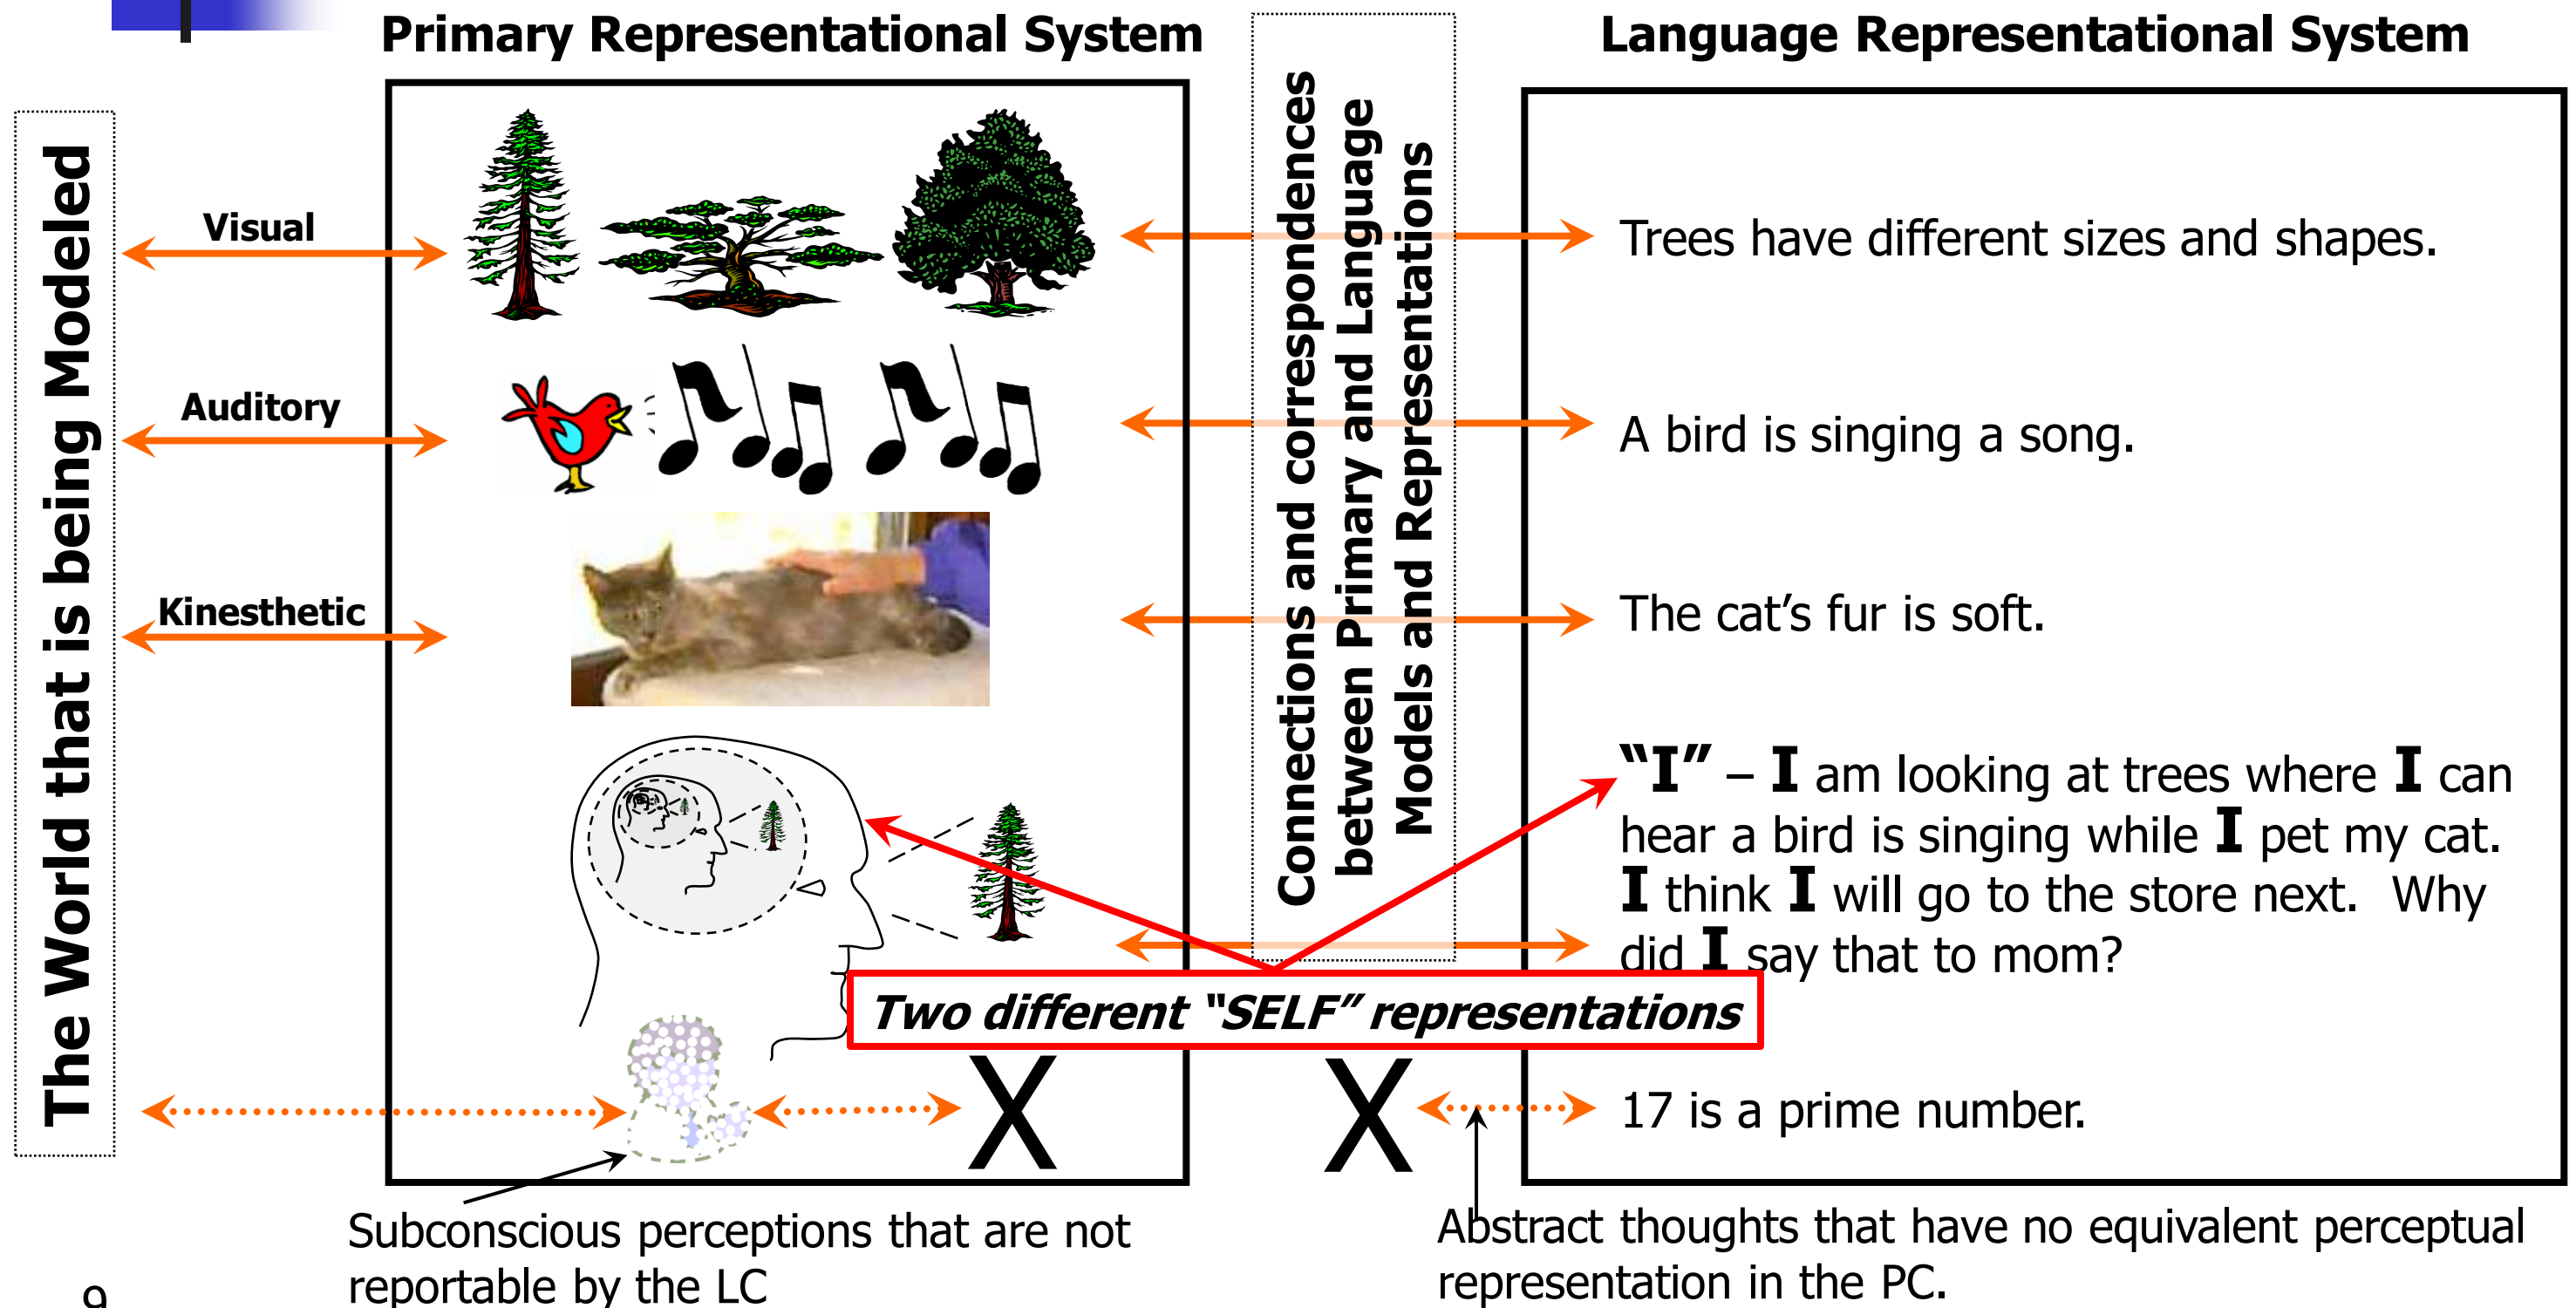 Primary Representational System
Language Representational System
The World that is being Modeled
Visual
Auditory
Kinesthetic
Connections and correspondences
between Primary and Language
Models and Representations
Trees have different sizes and shapes.
A bird is singing a song.
The cat’s fur is soft.
“I” – I am looking at trees where I can
hear a bird is singing while I pet my cat.
I think I will go to the store next.  Why
did I say that to mom?
Two different “SELF” representations
X
X
17 is a prime number.
Subconscious perceptions that are not
reportable by the LC
Abstract thoughts that have no equivalent perceptual
representation in the PC.
9